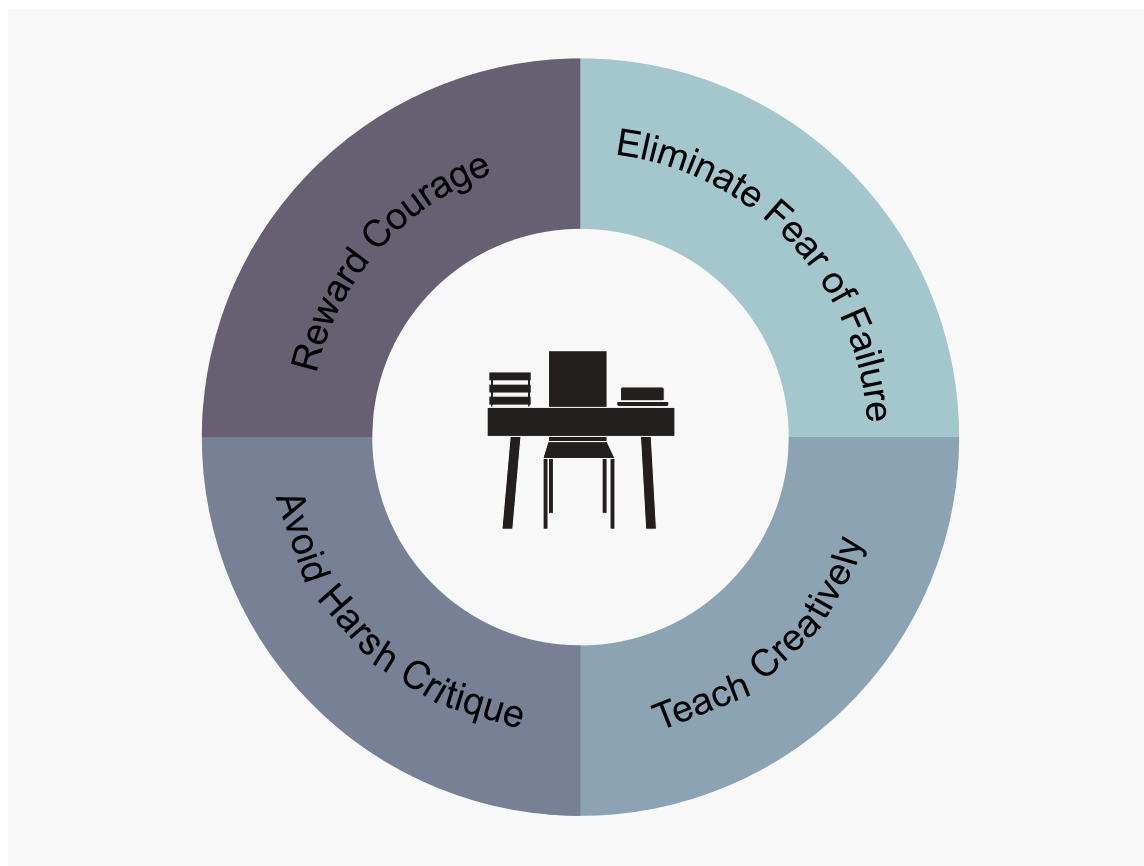 Reward Courage
Eliminate Fear of Failure
Avoid Harsh Critique
Teach Creatively